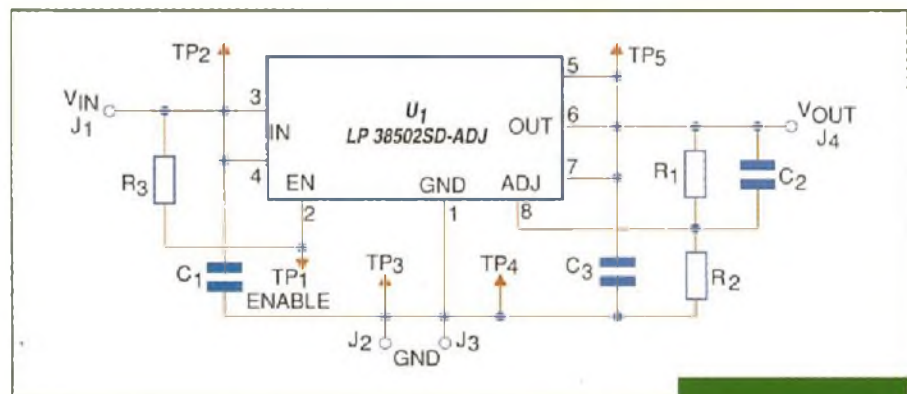 TP2
TP5
VIN
J1
3
IN
4
U1
LP 38502SD-ADJ
OUT
5
6
7
VOUT
J4
R3
EN
2
GND
1
ADJ
8
R1
C2
C1
TP1
ENABLE
TP3
TP4
C3
R2
J2
GND
J3